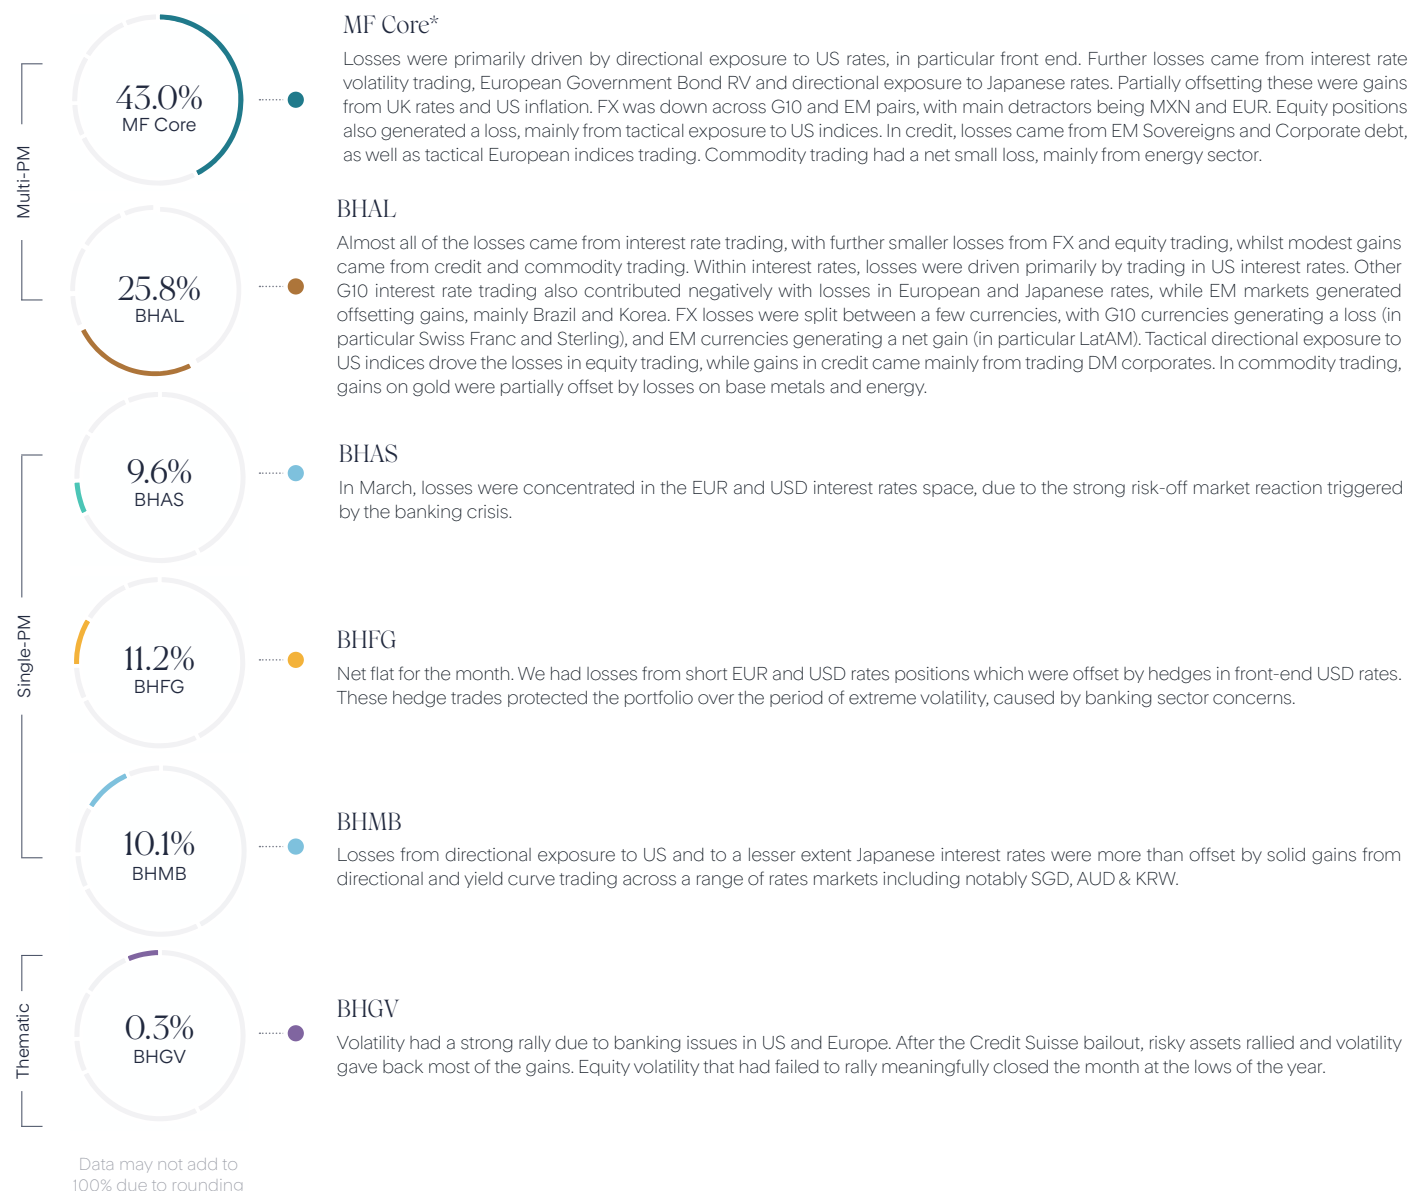 MF Core*
Losses were primarily driven by directional exposure to US rates, in particular front end. Further losses came from interest rate
volatility trading, European Government Bond RV and directional exposure to Japanese rates. Partially offsetting these were gains
from UK rates and US inflation. FX was down across G10 and EM pairs, with main detractors being MXN and EUR. Equity positions
also generated a loss, mainly from tactical exposure to US indices. In credit, losses came from EM Sovereigns and Corporate debt,
as well as tactical European indices trading. Commodity trading had a net small loss, mainly from energy sector.
43.0%
MF Core
Multi-PM
BHAL
Almost all of the losses came from interest rate trading, with further smaller losses from FX and equity trading, whilst modest gains
came from credit and commodity trading. Within interest rates, losses were driven primarily by trading in US interest rates. Other
G10 interest rate trading also contributed negatively with losses in European and Japanese rates, while EM markets generated
offsetting gains, mainly Brazil and Korea. FX losses were split between a few currencies, with G10 currencies generating a loss (in
particular Swiss Franc and Sterling), and EM currencies generating a net gain (in particular LatAM). Tactical directional exposure to
US indices drove the losses in equity trading, while gains in credit came mainly from trading DM corporates. In commodity trading,
gains on gold were partially offset by losses on base metals and energy.
25.8%
BHAL
BHAS
In March, losses were concentrated in the EUR and USD interest rates space, due to the strong risk-off market reaction triggered
by the banking crisis.
9.6%
BHAS
Single-PM
BHFG
Net flat for the month. We had losses from short EUR and USD rates positions which were offset by hedges in front-end USD rates.
These hedge trades protected the portfolio over the period of extreme volatility, caused by banking sector concerns.
11.2%
BHFG
BHMB
Losses from directional exposure to US and to a lesser extent Japanese interest rates were more than offset by solid gains from
directional and yield curve trading across a range of rates markets including notably SGD, AUD & KRW.
10.1%
BHMB
Thematic
BHGV
Volatility had a strong rally due to banking issues in US and Europe. After the Credit Suisse bailout, risky assets rallied and volatility
gave back most of the gains. Equity volatility that had failed to rally meaningfully closed the month at the lows of the year.
0.3%
BHGV
Data may not add to
100% due to rounding